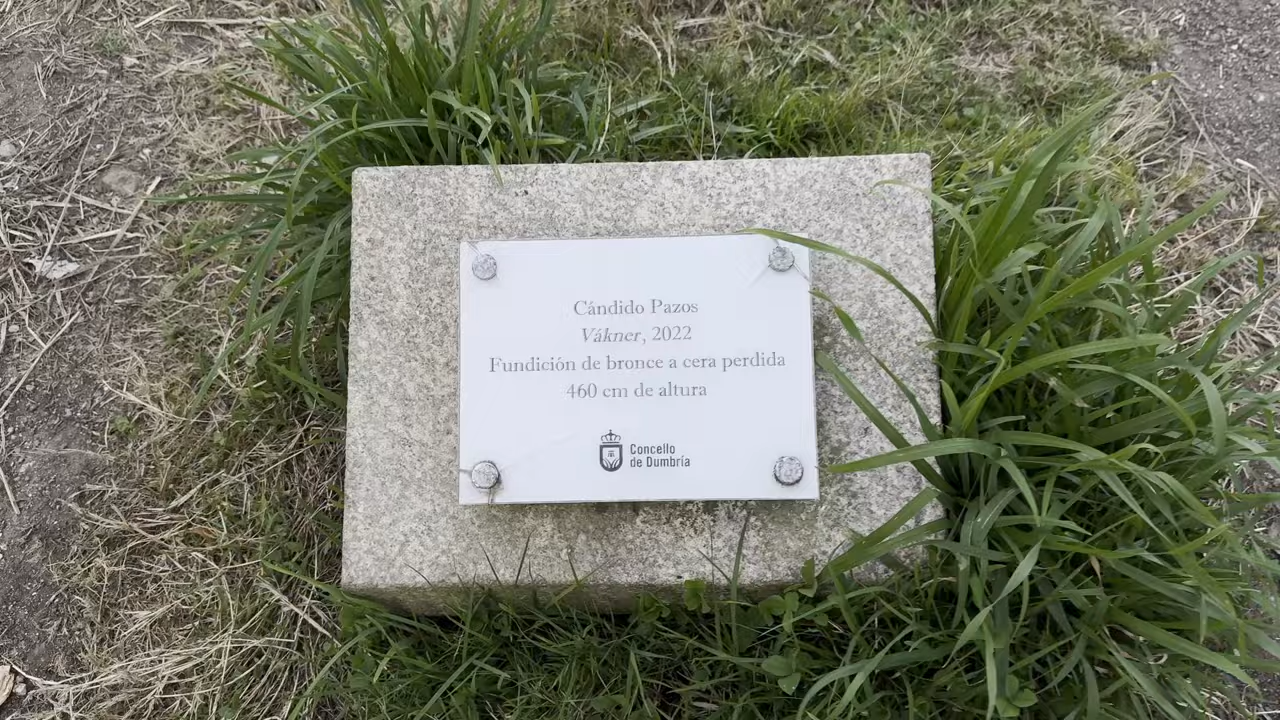 Cándido Pazos
Vákner, 2022
Fundición de bronce a cera perdida
460 cm de altura
Concello
de Dumbría